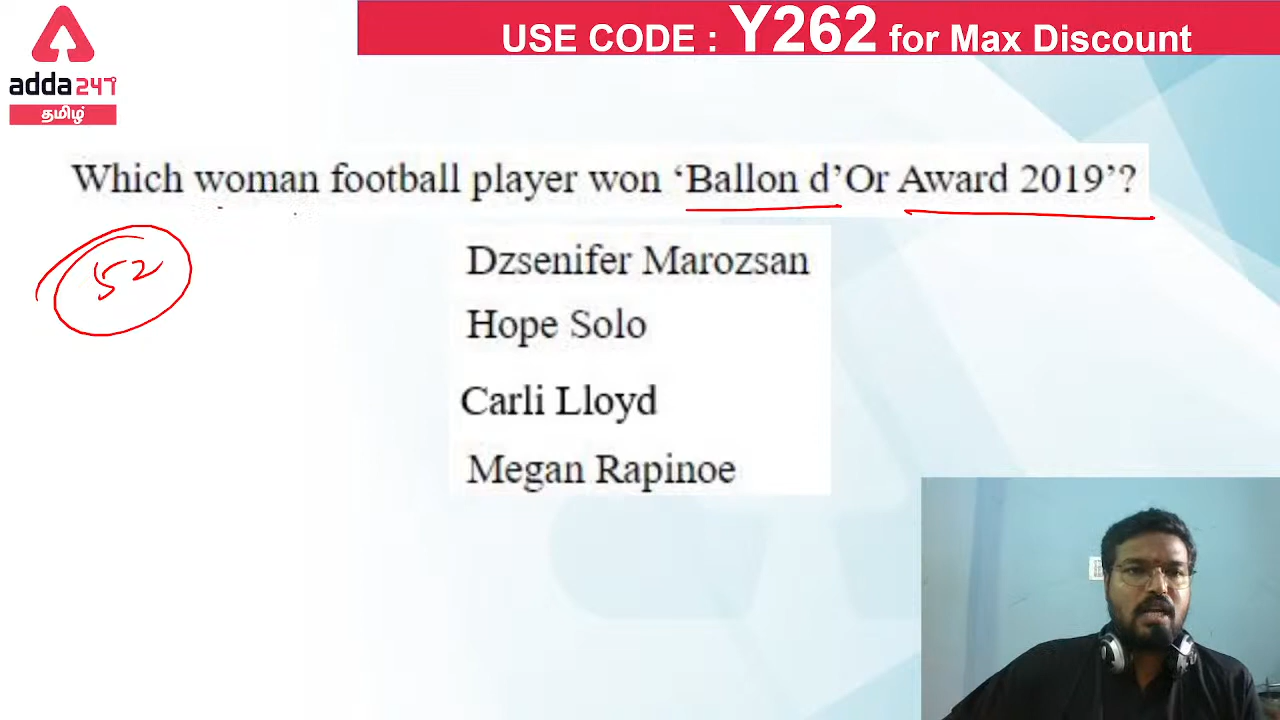 USE CODE : Y262 for Max Discount
adda247
தமிழ்
Which woman football player won ‘Ballon d’Or Award 2019’?
52
Dzsenifer Marozsan
Hope Solo
Carli Lloyd
Megan Rapinoe